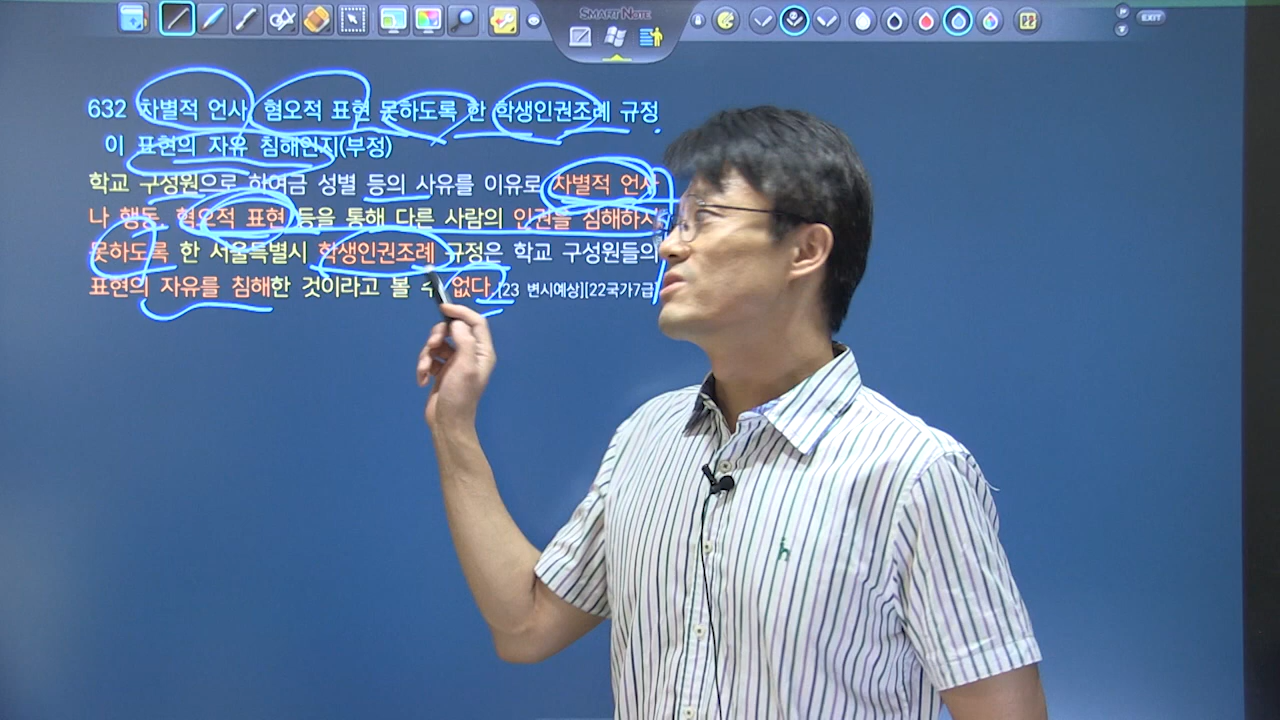 SMART NOTE
EXIT
632 차별적 언사 혐오적 표현 못하도록 한 학생인권조례 규정
이 표현의 자유 침해인지(부정)
학교 구성원으로 하여금 성별 등의 사유를 이유로 차별적 언사
나 행동, 혐오적 표현 등을 통해 다른 사람의 인권을 침해하지
못하도록 한 서울특별시 학생인권조례 규정은 학교 구성원들의
표현의 자유를 침해한 것이라고 볼 수 없다.[23 변시예상][22국가7급]